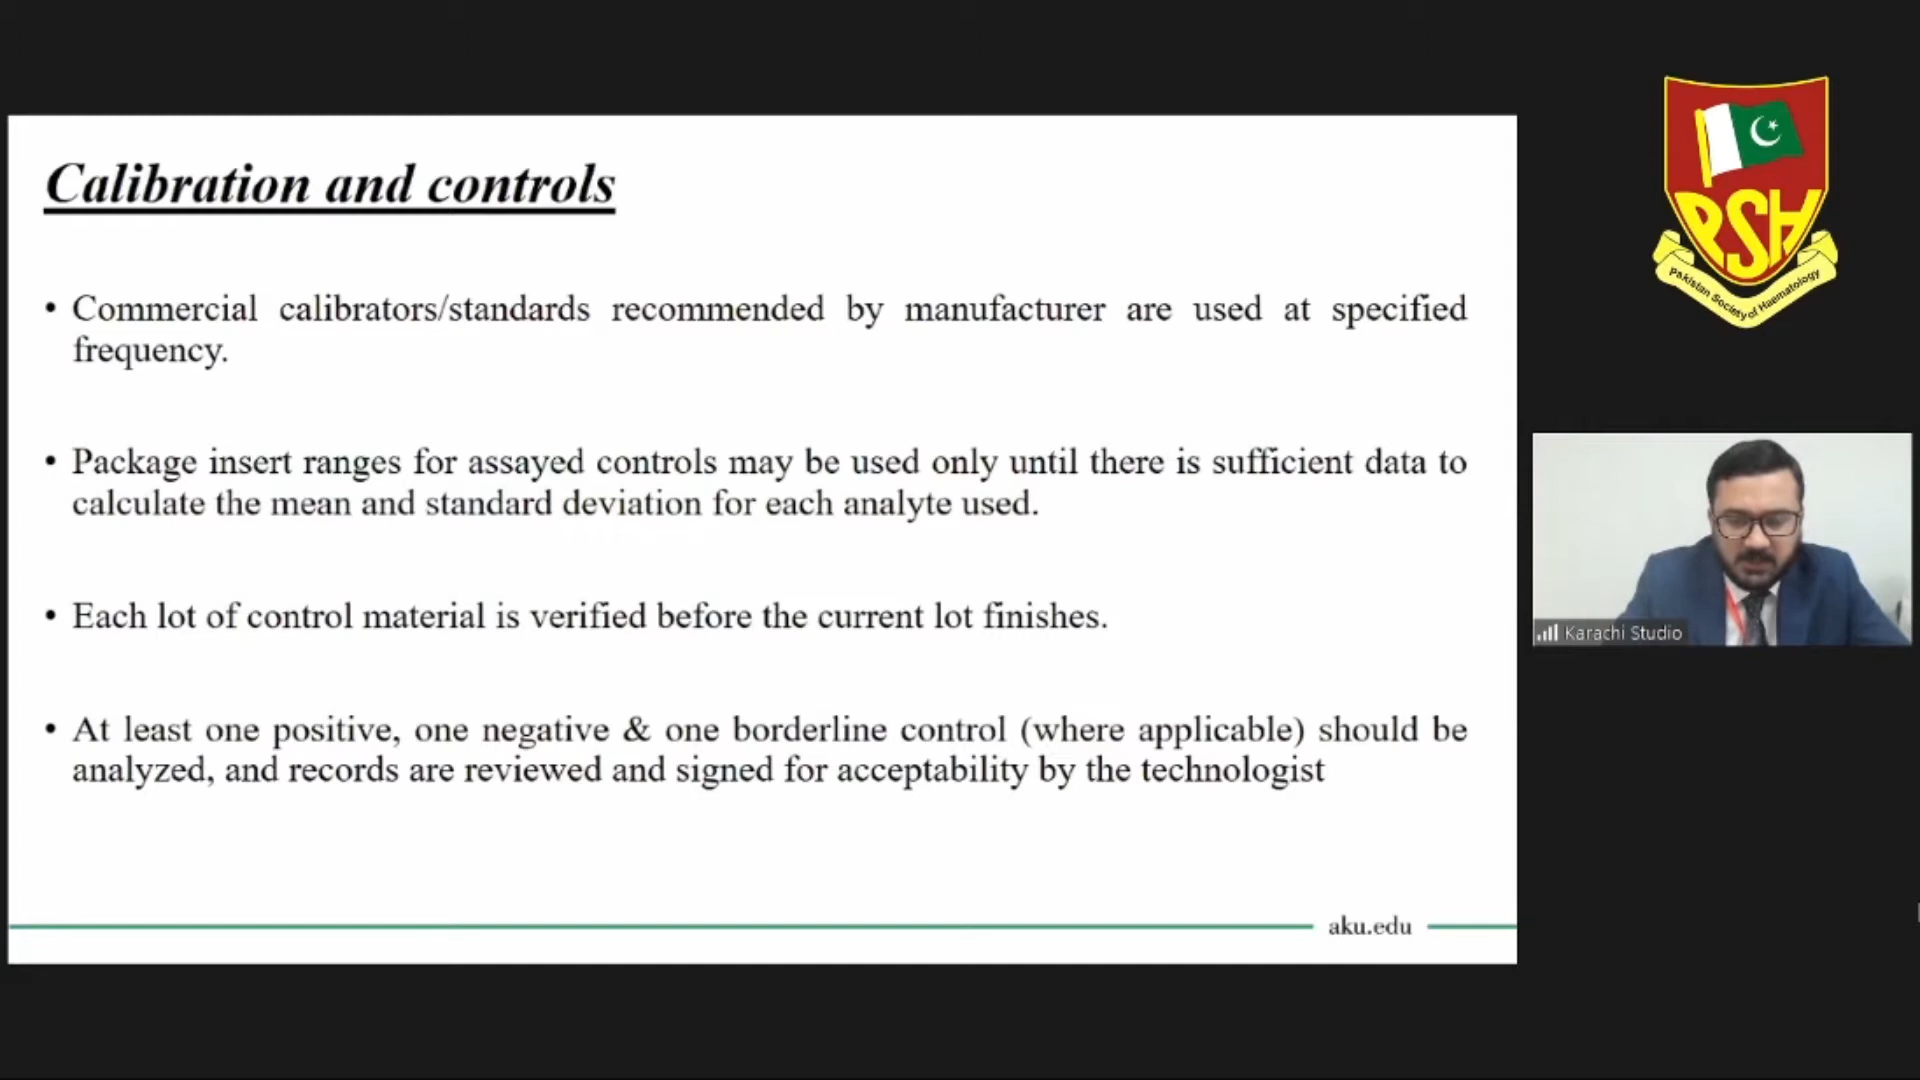 Calibration and controls
• Commercial calibrators/standards recommended by manufacturer are used at specified
frequency.
• Package insert ranges for assayed controls may be used only until there is sufficient data to
calculate the mean and standard deviation for each analyte used.
• Each lot of control material is verified before the current lot finishes.
• At least one positive, one negative & one borderline control (where applicable) should be
analyzed, and records are reviewed and signed for acceptability by the technologist
aku.edu
PSH
Pakistan Society of Haematology
Karachi Studio